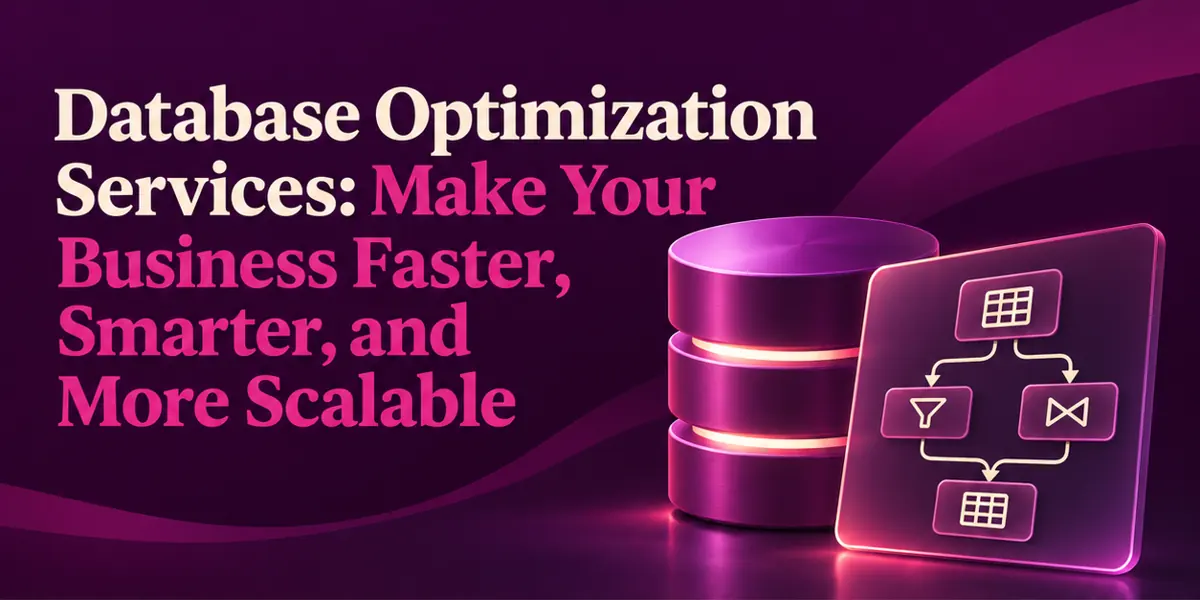 Database Optimization
Services: Make Your
Business Faster,
Smarter, and
More Scalable